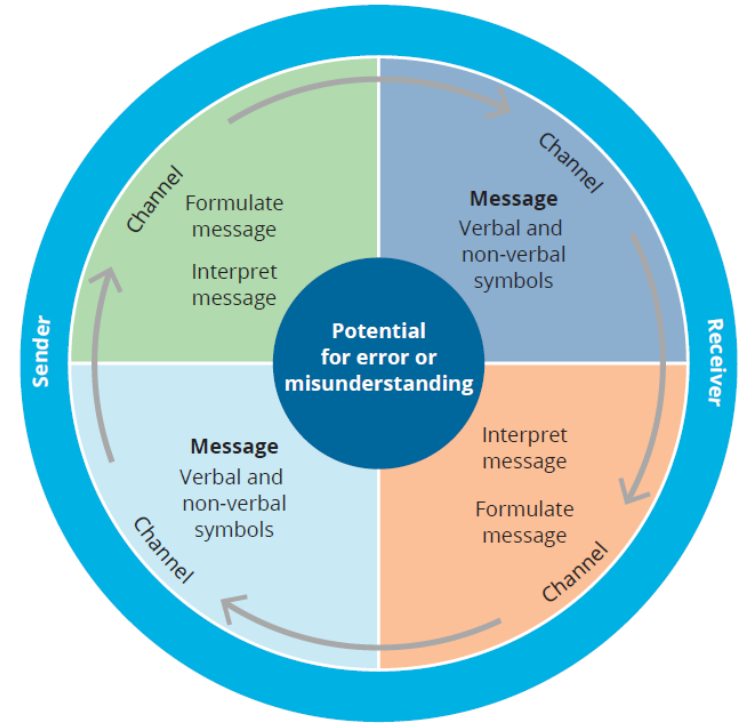 Channel
Formulate
message
Interpret
message
Channel
Message
Verbal and
non-verbal
symbols
Sender
Potential
for error or
misunderstanding
Receiver
Message
Verbal and
non-verbal
symbols
Channel
Interpret
message
Formulate
message
Channel